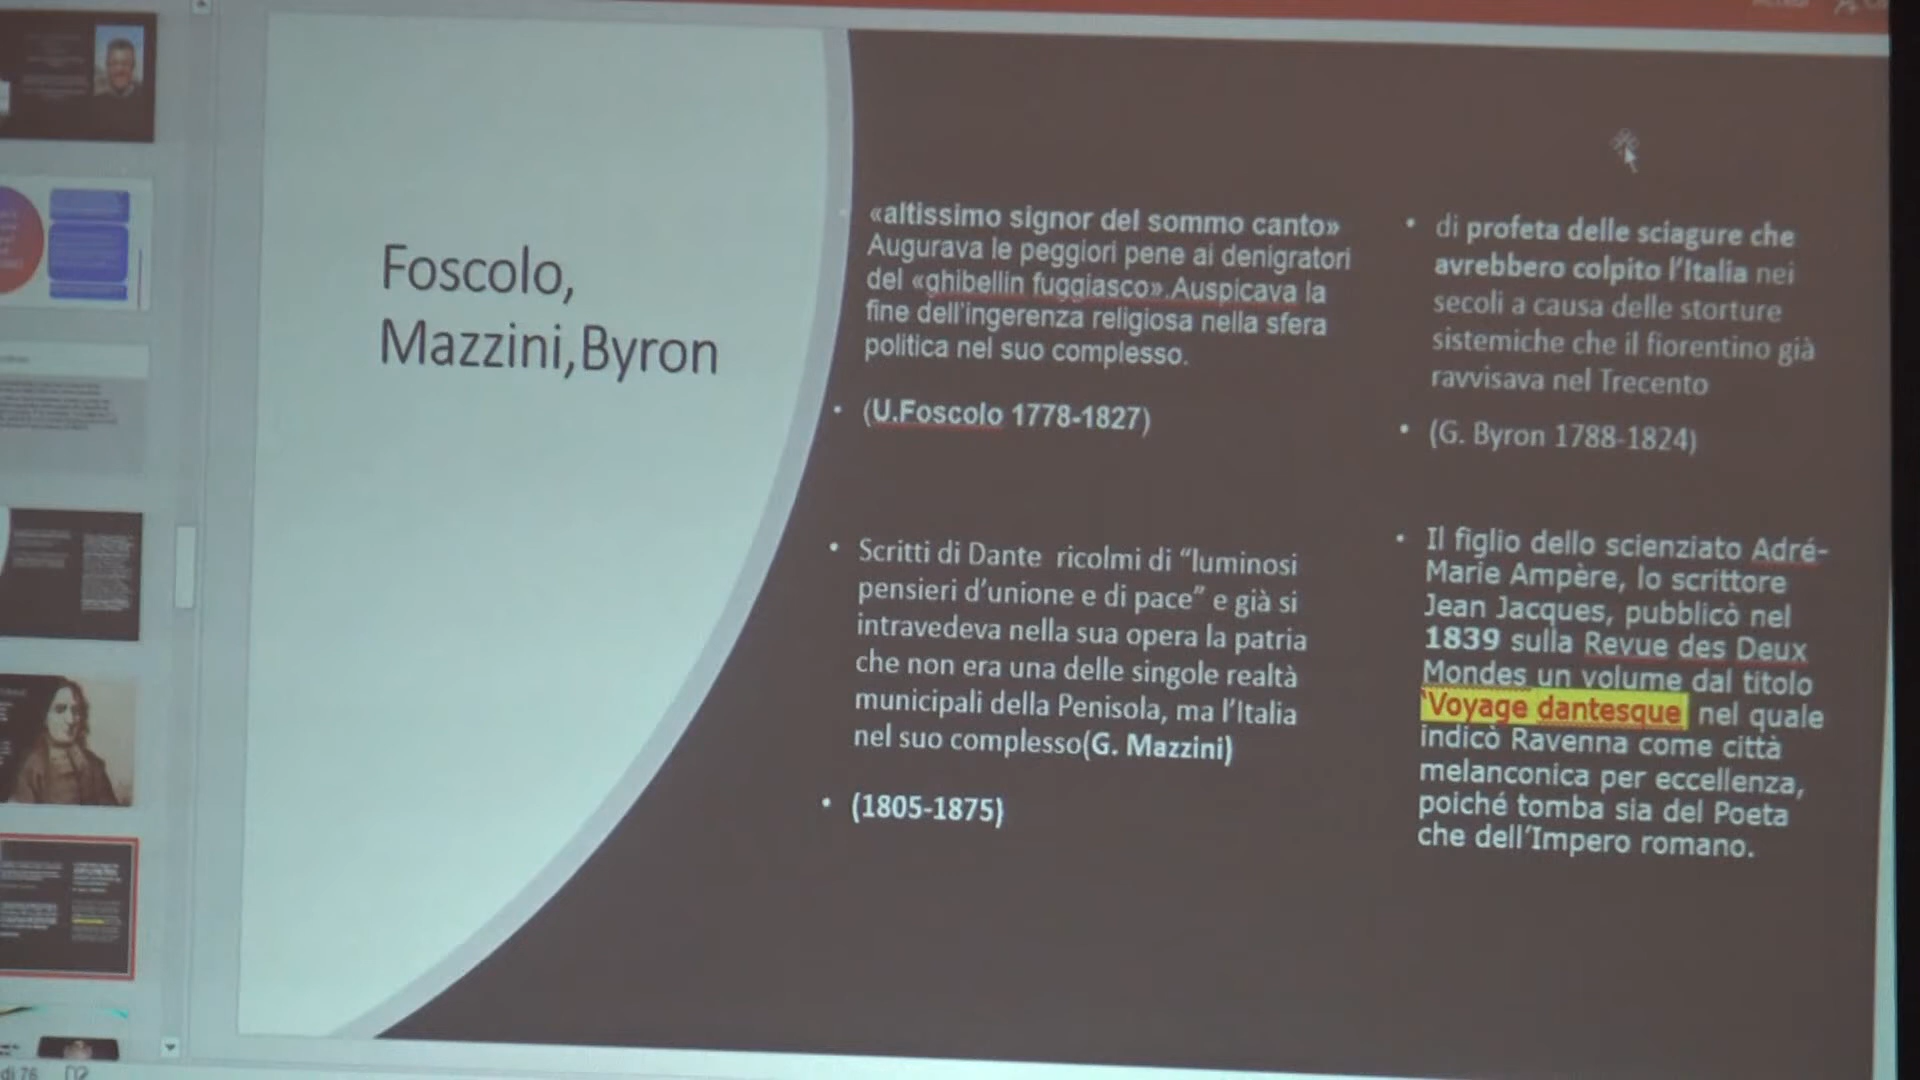 Foscolo,
Mazzini,Byron
«altissimo signor del sommo canto»
Augurava le peggiori pene ai denigratori
del «ghibellin fuggiasco».Auspicava la
fine dell'ingerenza religiosa nella sfera
politica nel suo complesso.
• (U.Foscolo 1778-1827)
• Scritti di Dante ricolmi di “luminosi
pensieri d’unione e di pace” e già si
intravedeva nella sua opera la patria
che non era una delle singole realtà
municipali della Penisola, ma l’Italia
nel suo complesso(G. Mazzini)
• (1805-1875)
• di profeta delle sciagure che
avrebbero colpito l’Italia nei
secoli a causa delle storture
sistemiche che il fiorentino già
ravvisava nel Trecento
• (G. Byron 1788-1824)
• Il figlio dello scienziato Adré-
Marie Ampère, lo scrittore
Jean Jacques, pubblicò nel
1839 sulla Revue des Deux
Mondes un volume dal titolo
'Voyage dantesque nel quale
indicò Ravenna come città
melanconica per eccellenza,
poiché tomba sia del Poeta
che dell’Impero romano.
di 76